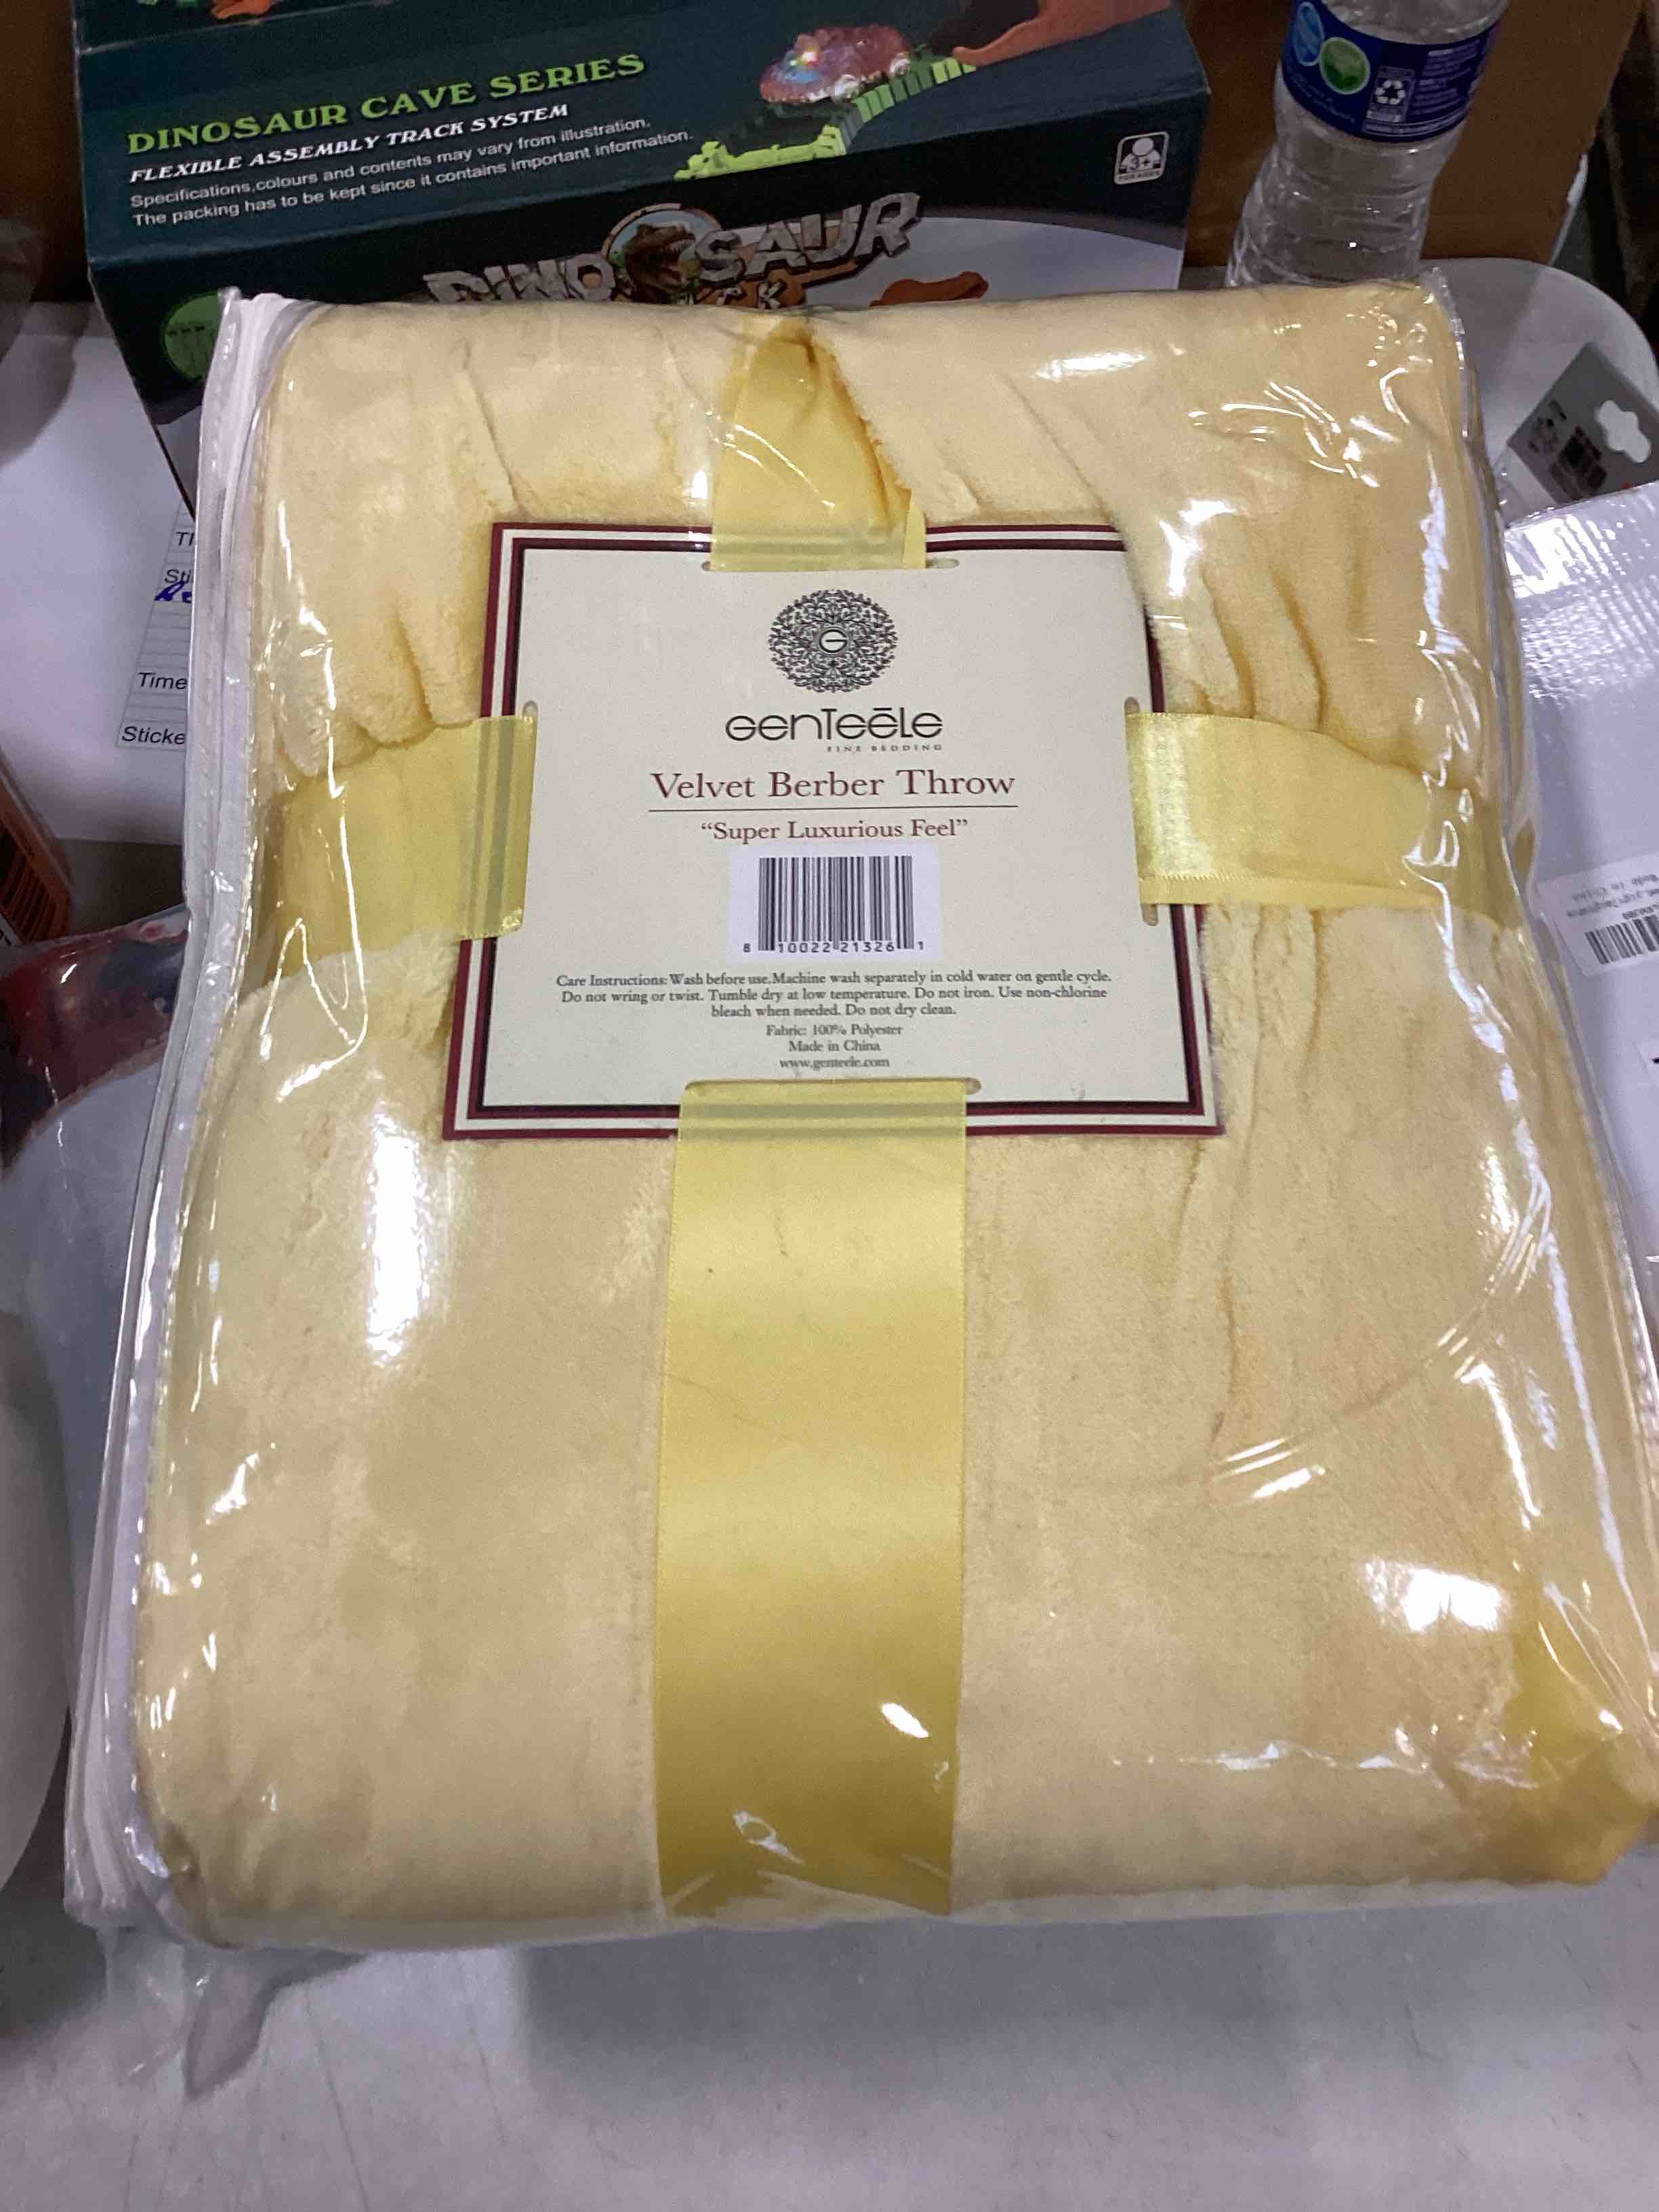 DINOSAUR CAVE SERIES
FLEXIBLE ASSEMBLY TRACK SYSTEM
Specifications,colours and contents may vary from illustration.
The packing has to be kept since it contains important information.
3+
DINOSAUR
Time
Sticke
G
GENTEĒLE
FINE BEDDING
Velvet Berber Throw
“Super Luxurious Feel”
8 10022 21326 1
Care Instructions: Wash before use.Machine wash separately in cold water on gentle cycle.
Do not wring or twist. Tumble dry at low temperature. Do not iron. Use non-chlorine
bleach when needed. Do not dry clean.
Fabric: 100% Polyester
Made in China
www.genteele.com